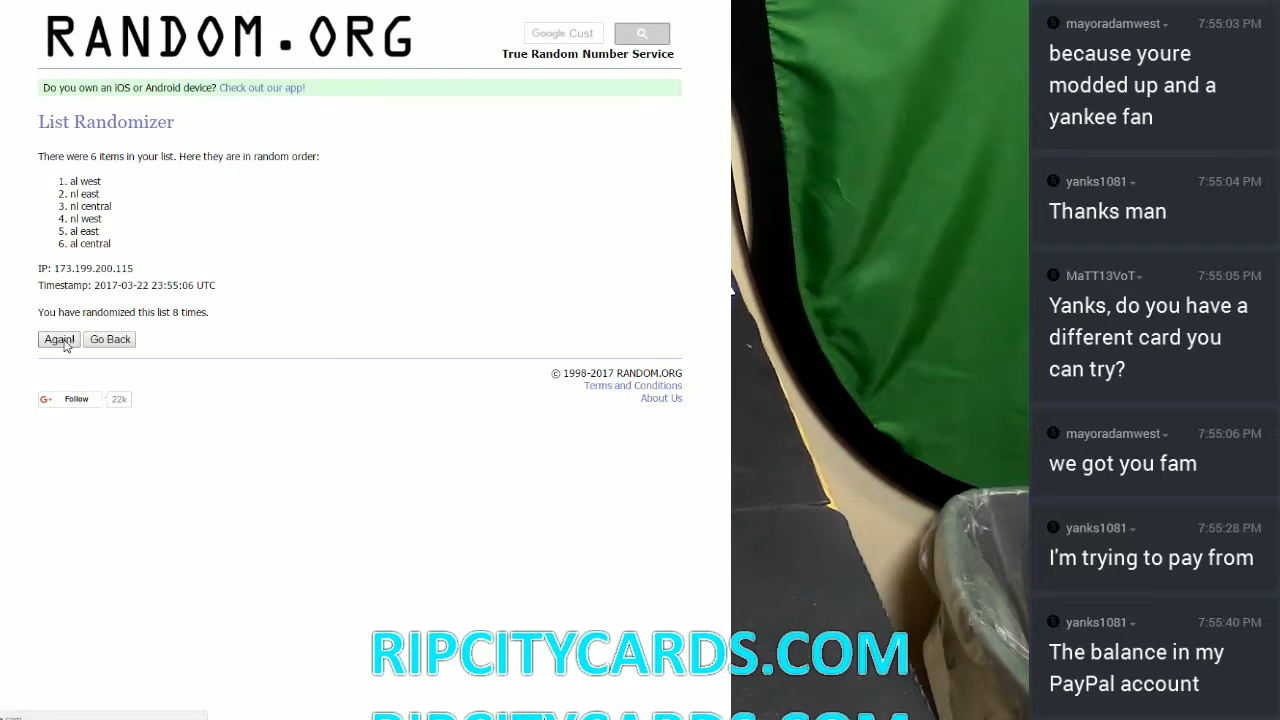 RANDOM.ORG
Google Cust
True Random Number Service
Do you own an iOS or Android device? Check out our app!
List Randomizer
There were 6 items in your list. Here they are in random order:
1. al west
2. nl east
3. nl central
4. nl west
5. al east
6. al central
IP: 173.199.200.115
Timestamp: 2017-03-22 23:55:06 UTC
You have randomized this list 8 times.
Again! Go Back
© 1998-2017 RANDOM.ORG
Terms and Conditions
About Us
G+ Follow 22k
RIPCITYCARDS.COM
RIPCITYCARDS.COM
mayoradamwest 7:55:03 PM
because youre
modded up and a
yankee fan
yanks1081 7:55:04 PM
Thanks man
MaTT13VoT 7:55:05 PM
Yanks, do you have a
different card you
can try?
mayoradamwest 7:55:06 PM
we got you fam
yanks1081 7:55:28 PM
I'm trying to pay from
yanks1081 7:55:40 PM
The balance in my
PayPal account